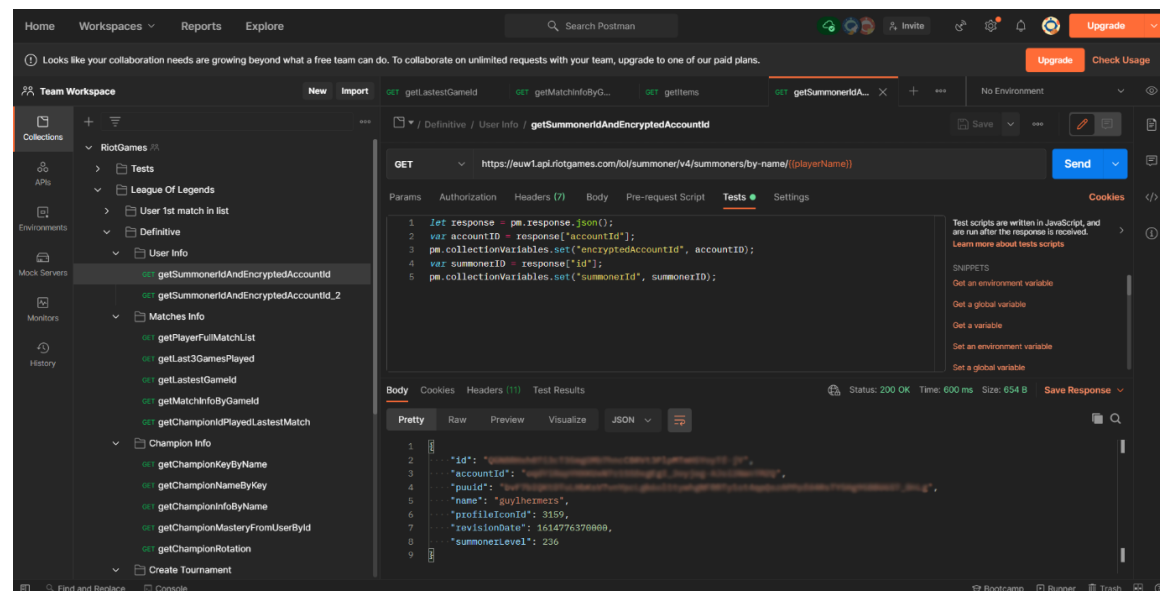 Home Workspaces Reports Explore Search Postman Invite Upgrade
Looks like your collaboration needs are growing beyond what a free team can do. To collaborate on unlimited requests with your team, upgrade to one of our paid plans. Upgrade Check Usage
Team Workspace New Import
GET getLastestGameId GET getMatchInfoByG... GET getItems GET getSummonerIdA... No Environment
Collections
APIs
Environments
Mock Servers
Monitors
History
RiotGames
Tests
League Of Legends
User 1st match in list
Definitive
User Info
GET getSummonerIdAndEncryptedAccountId
GET getSummonerIdAndEncryptedAccountId_2
Matches Info
GET getPlayerFullMatchList
GET getLast3GamesPlayed
GET getLastestGameId
GET getMatchInfoByGameId
GET getChampionIdPlayedLastestMatch
Champion Info
GET getChampionKeyByName
GET getChampionNameByKey
GET getChampionInfoByName
GET getChampionMasteryFromUserById
GET getChampionRotation
Create Tournament
/ Definitive / User Info / getSummonerIdAndEncryptedAccountId Save
GET https://euw1.api.riotgames.com/lol/summoner/v4/summoners/by-name/{{playerName}} Send
Params Authorization Headers (7) Body Pre-request Script Tests Settings Cookies
1 let response = pm.response.json();
2 var accountID = response["accountId"];
3 pm.collectionVariables.set("encryptedAccountId", accountID);
4 var summonerID = response["id"];
5 pm.collectionVariables.set("summonerId", summonerID);
Test scripts are written in JavaScript, and
are run after the response is received.
Learn more about tests scripts
SNIPPETS
Get an environment variable
Get a global variable
Get a variable
Set an environment variable
Set a global variable
Body Cookies Headers (11) Test Results Status: 200 OK Time: 600 ms Size: 654 B Save Response
Pretty Raw Preview Visualize JSON
1 {
2 "id": "
3 "accountId": "
4 "puuid": "
5 "name": "guylhermers",
6 "profileIconId": 3159,
7 "revisionDate": 1614776370000,
8 "summonerLevel": 236
9 }
Find and Replace Console Bootcamp Runner Trash